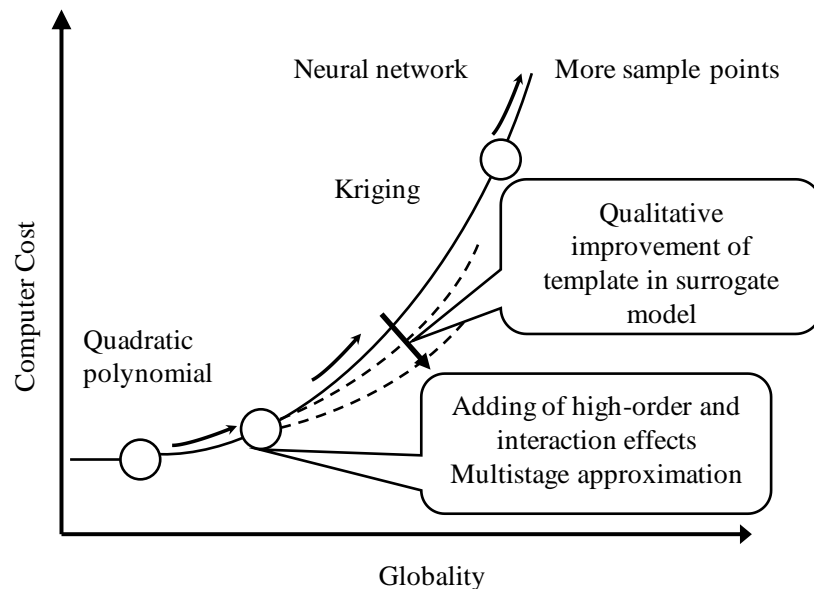 Neural network
More sample points
Kriging
Qualitative
improvement of
template in surrogate
model
Quadratic
polynomial
Adding of high-order and
interaction effects
Multistage approximation
Computer Cost
Globality